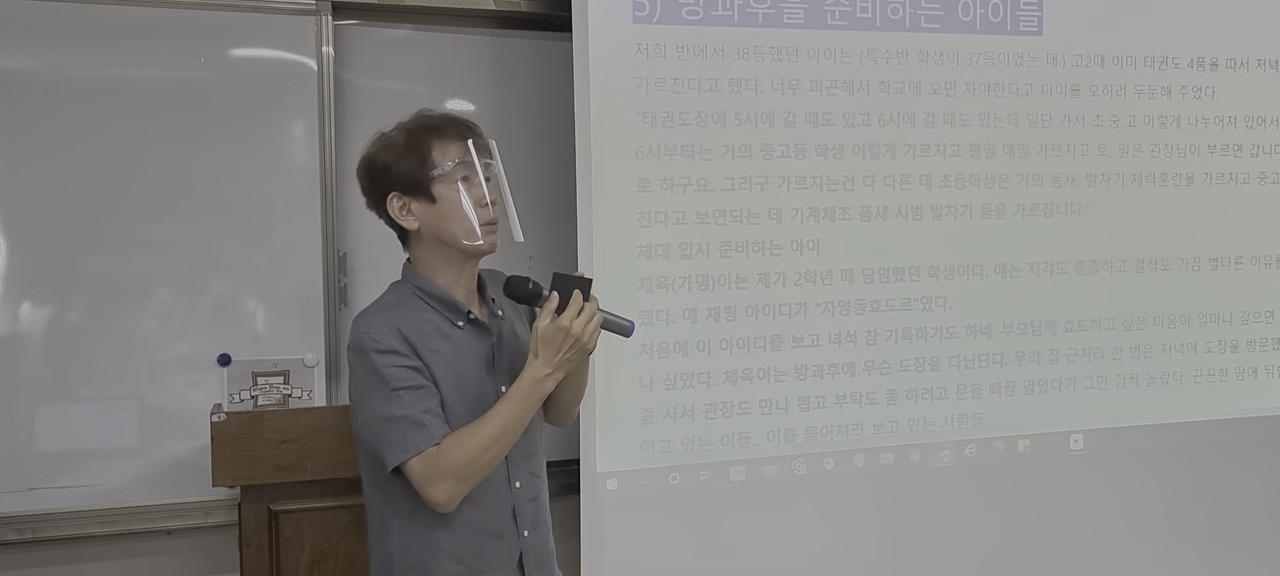 5) 방과후을 준비하는 아이들
저희 반에서 38등했던 아이는 (특수반 학생이 37등이었는 데.) 고2때 이미 태권도 4품을 따서 저녁
가르친다고 했다. 너무 피곤해서 학교에 오면 자야한다고 아이를 오히려 두둔해 주었다.
"태권도장에 5시에 갈 때도 있고 6시에 갈 때도 있는데 일단 가서 초,중,고 이렇게 나누어져 있어서
6시부터는 거의 중고등 학생 이렇게 가르치고 평일 매일 가르치고 토, 일은 관장님이 부르면 갑니다
로 하구요. 그리구 가르치는건 다 다른 데 초등학생은 거의 품새, 발차기 체력훈련을 가르치고 중고
친다고 보면되는 데 기계체조 품새 시범 발차기 등을 가르집니다."
체대 입시 준비하는 아이
체육(가명)이는 제가 2학년 때 담임했던 학생이다. 얘는 지각도 종종하고 결석도 가끔 별다른 이유를
했다. 얘 채팅 아이디가 "자양동효도르"였다.
처음에 이 아이디를 보고 녀석 참 기특하기도 하네. 부모님께 효도하고 싶은 마음이 얼마나 깊으면
나 싶었다. 체육이는 방과후에 무슨 도장을 다닌단다. 우리 집 근처라 한 번은 저녁에 도장을 방문했
좀 사서 관장도 만나 뵙고 부탁도 좀 하려고 문을 빼꼼 열었다가 그만 깜짝 놀랐다. 끈끈한 땀에 뒤
이고 있는 이들.. 이를 뚫어져라 보고 있는 사람들..